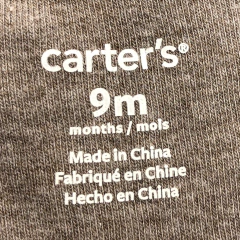 carter's®
9m
months / mois
Made in China
Fabriqué en Chine
Hecho en China